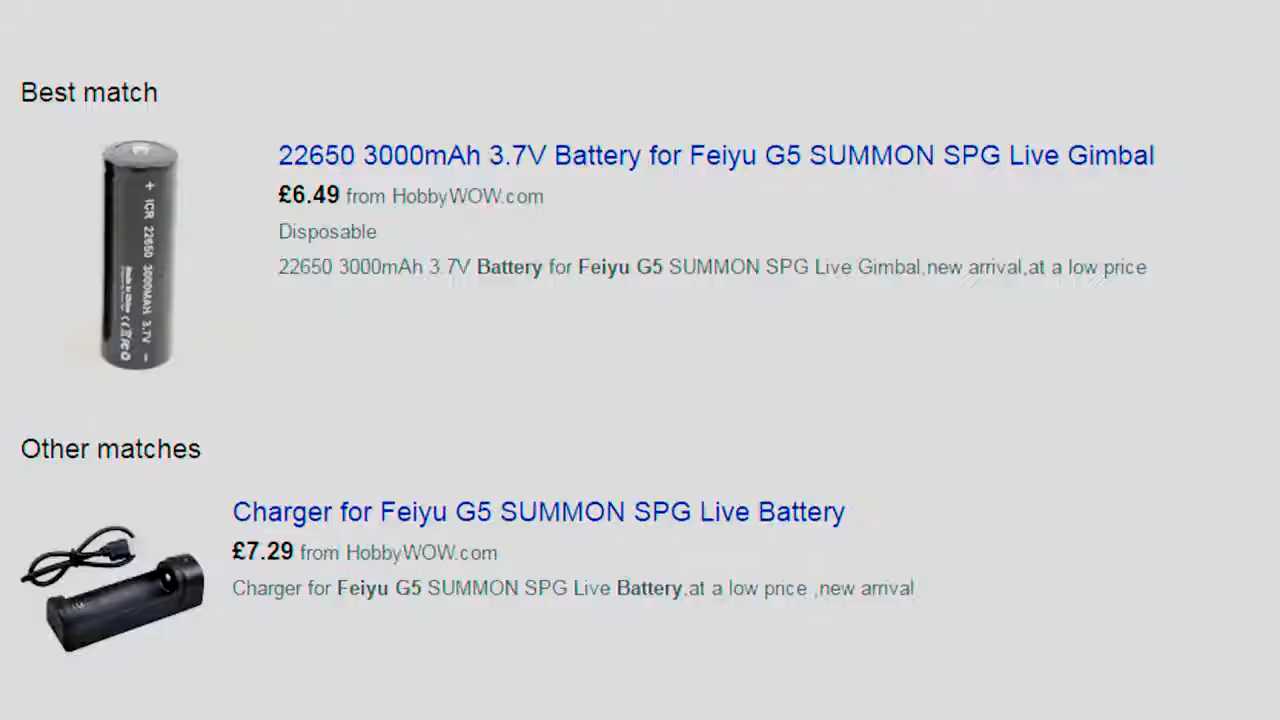 Best match
22650 3000mAh 3.7V Battery for Feiyu G5 SUMMON SPG Live Gimbal
£6.49 from HobbyWOW.com
Disposable
22650 3000mAh 3.7V Battery for Feiyu G5 SUMMON SPG Live Gimbal,new arrival,at a low price
+ ICR 22650 3000MAH 3.7V -
Made in China
Other matches
Charger for Feiyu G5 SUMMON SPG Live Battery
£7.29 from HobbyWOW.com
Charger for Feiyu G5 SUMMON SPG Live Battery,at a low price ,new arrival